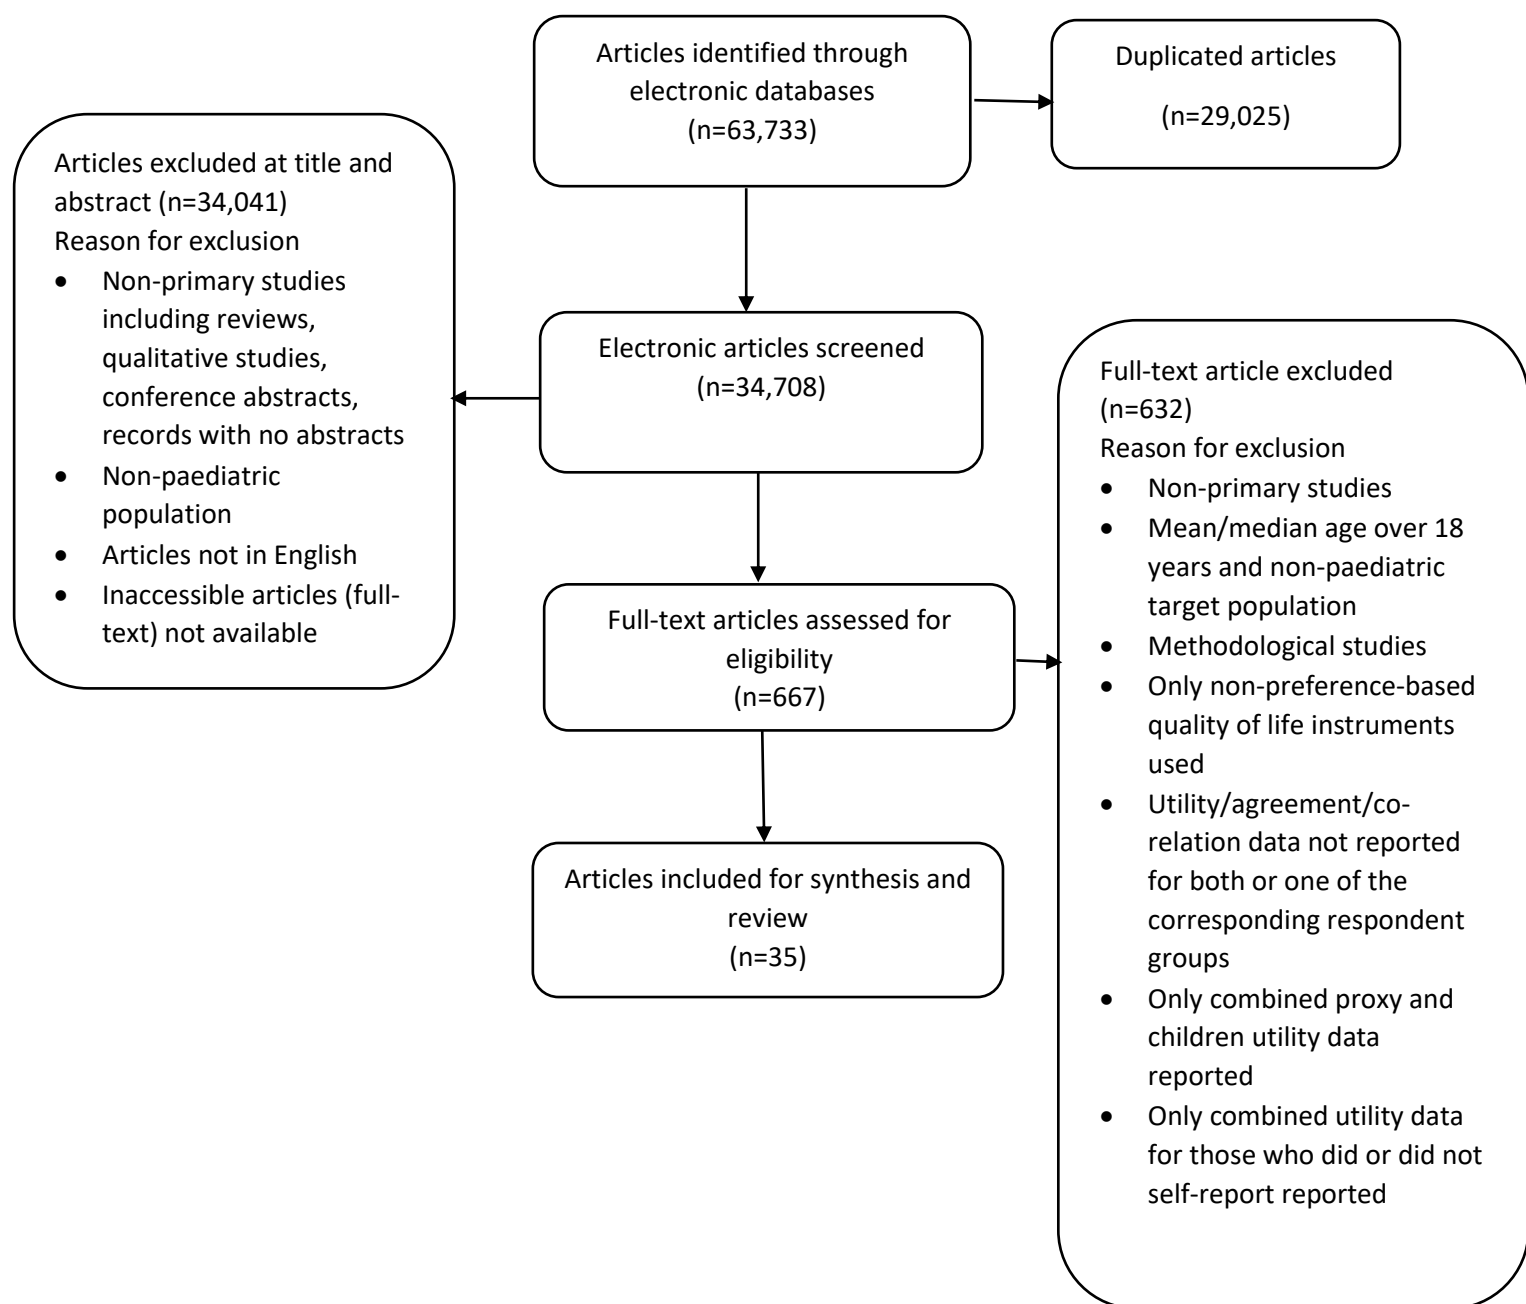 Articles identified through
electronic databases
(n=63,733)
Duplicated articles
(n=29,025)
Articles excluded at title and
abstract (n=34,041)
Reason for exclusion
• Non-primary studies
including reviews,
qualitative studies,
conference abstracts,
records with no abstracts
• Non-paediatric
population
• Articles not in English
• Inaccessible articles (full-
text) not available
Electronic articles screened
(n=34,708)
Full-text articles assessed for
eligibility
(n=667)
Full-text article excluded
(n=632)
Reason for exclusion
• Non-primary studies
• Mean/median age over 18
years and non-paediatric
target population
• Methodological studies
• Only non-preference-based
quality of life instruments
used
• Utility/agreement/co-
relation data not reported
for both or one of the
corresponding respondent
groups
• Only combined proxy and
children utility data
reported
• Only combined utility data
for those who did or did not
self-report reported
Articles included for synthesis and
review
(n=35)